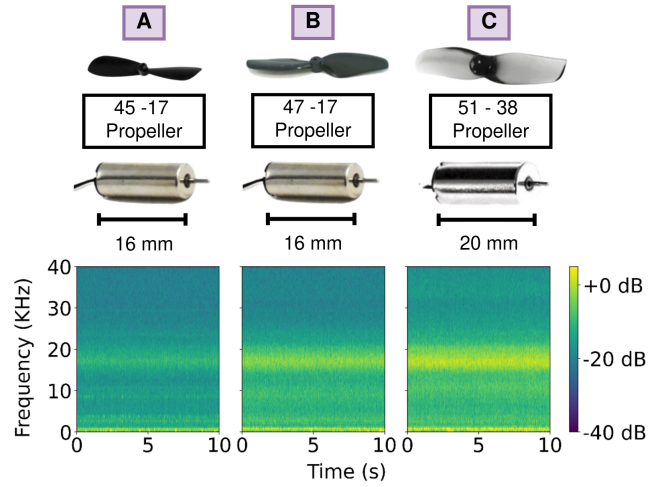 A B C
45 -17 47 -17 51 - 38
Propeller Propeller Propeller
16 mm 16 mm 20 mm
40
30
20
10
0
Frequency (KHz)
0 5 10 0 5 10 0 5 10
Time (s)
+0 dB
-20 dB
-40 dB